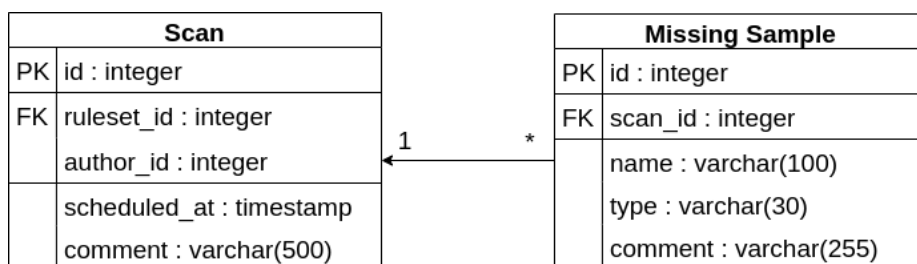 Scan
PK id : integer
FK ruleset_id : integer
author_id : integer
scheduled_at : timestamp
comment : varchar(500)
1 *
Missing Sample
PK id : integer
FK scan_id : integer
name : varchar(100)
type : varchar(30)
comment : varchar(255)